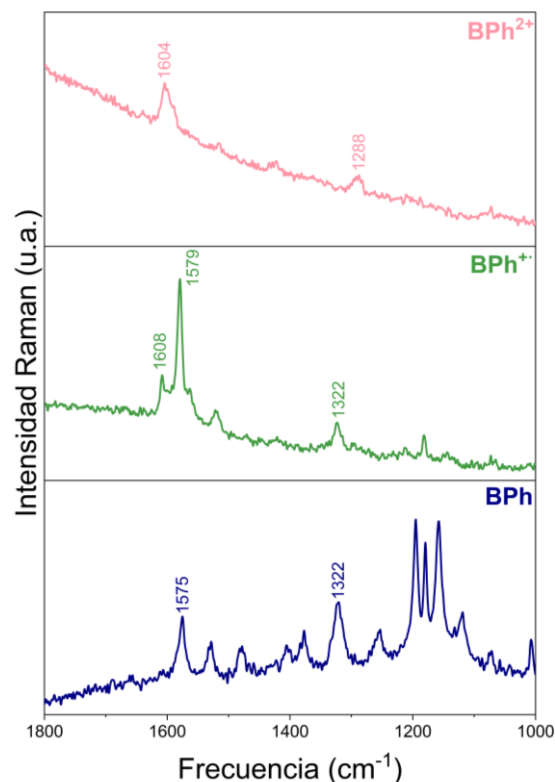 Intensidad Raman (u.a.)
BPh²⁺
1604
1288
BPh⁺·
1608
1579
1322
BPh
1575
1322
1800 1600 1400 1200 1000
Frecuencia (cm⁻¹)